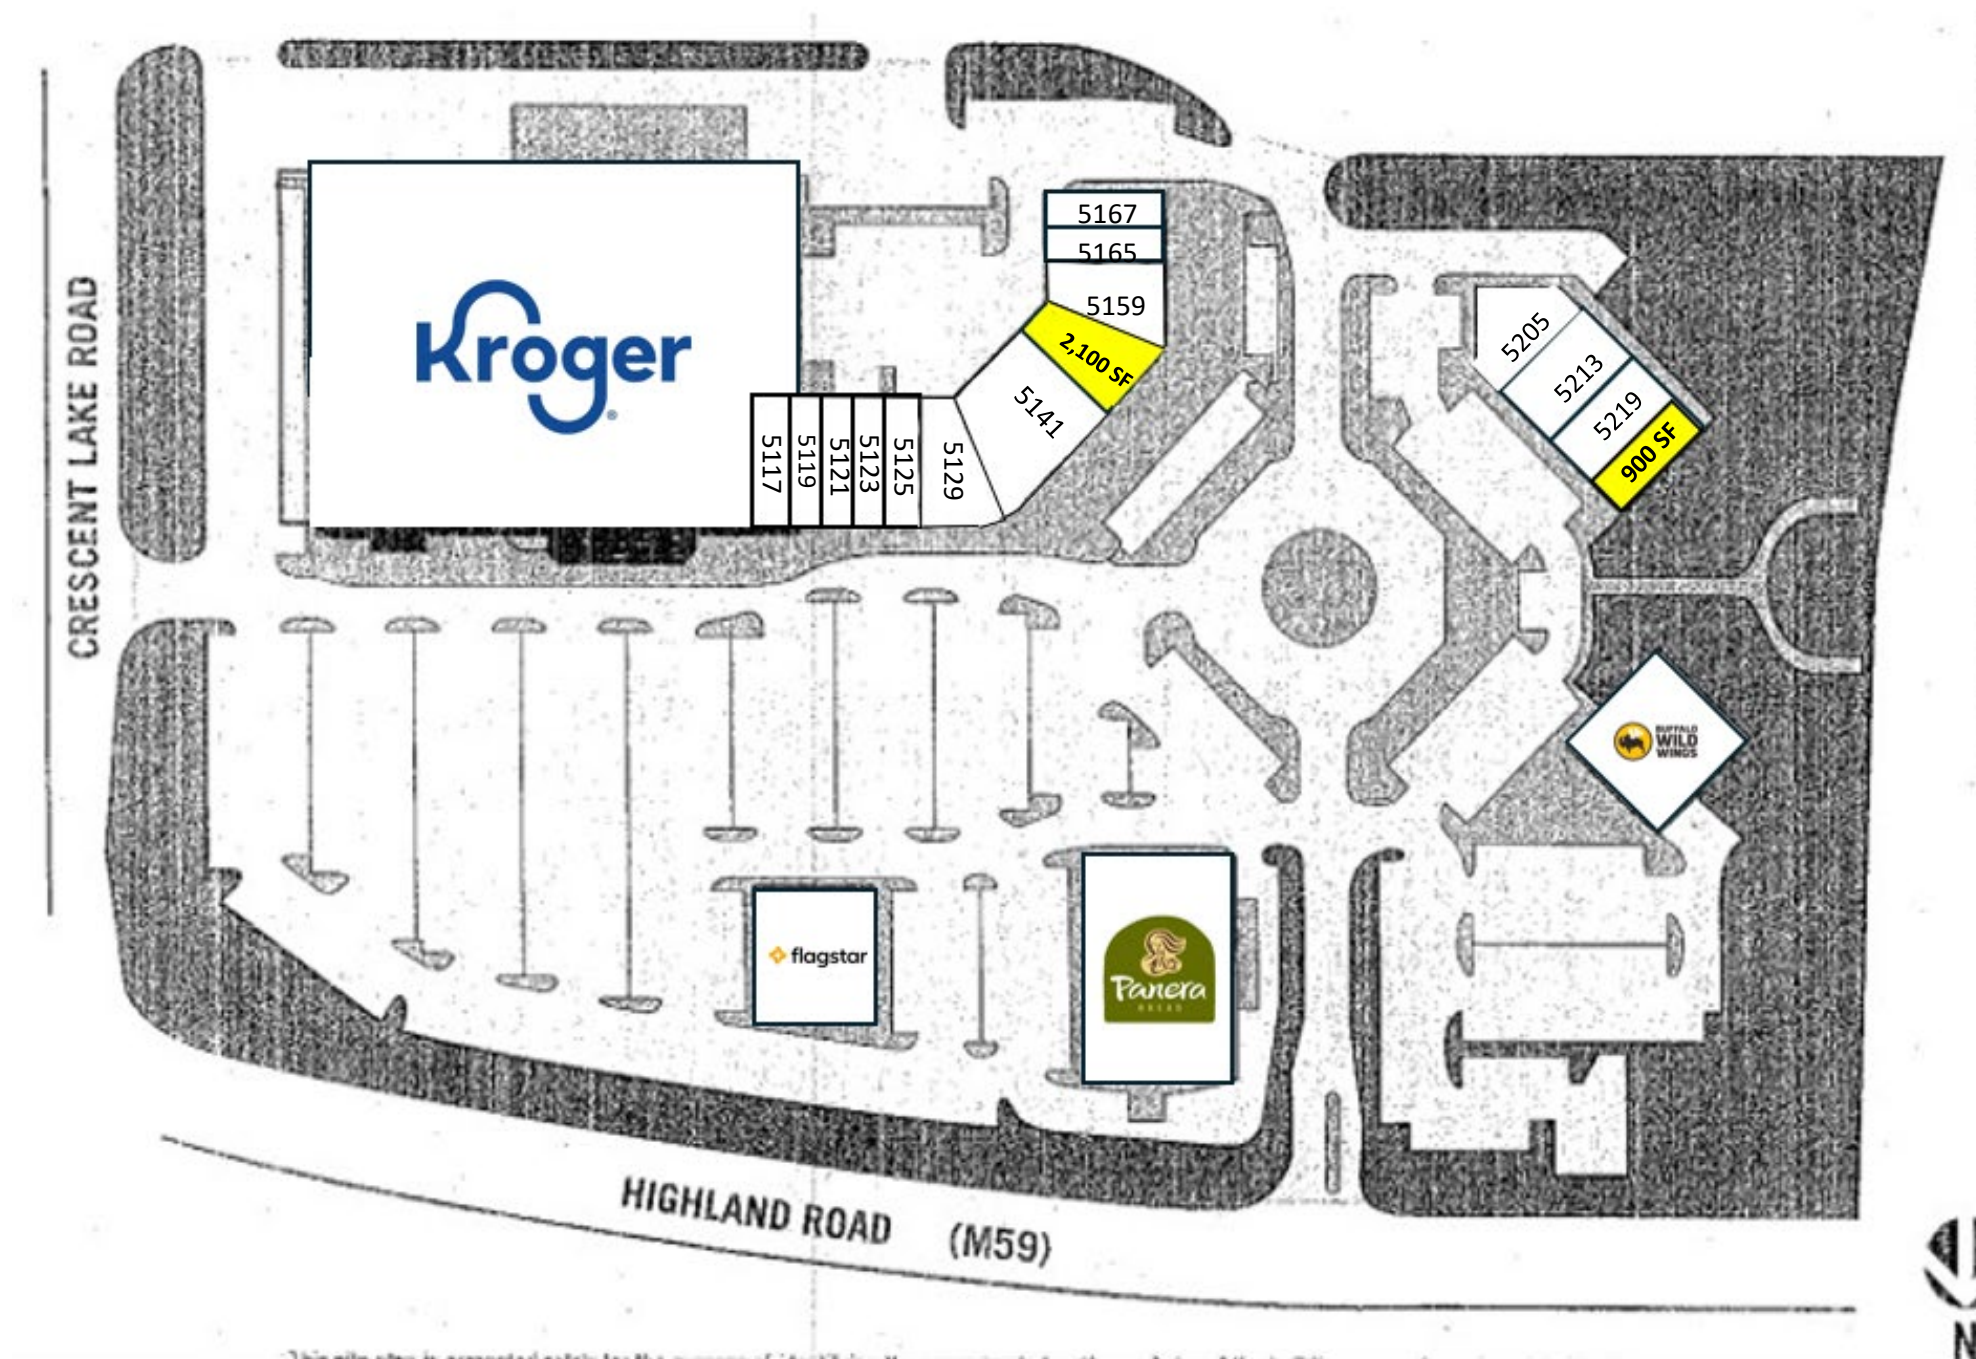 CRESCENT LAKE ROAD
Kroger
®
5167
5165
5159
2,100 SF
5141
5129
5125
5123
5121
5119
5117
5205
5213
5219
900 SF
BUFFALO
WILD
WINGS
flagstar
Panera
BREAD
HIGHLAND ROAD (M59)
N